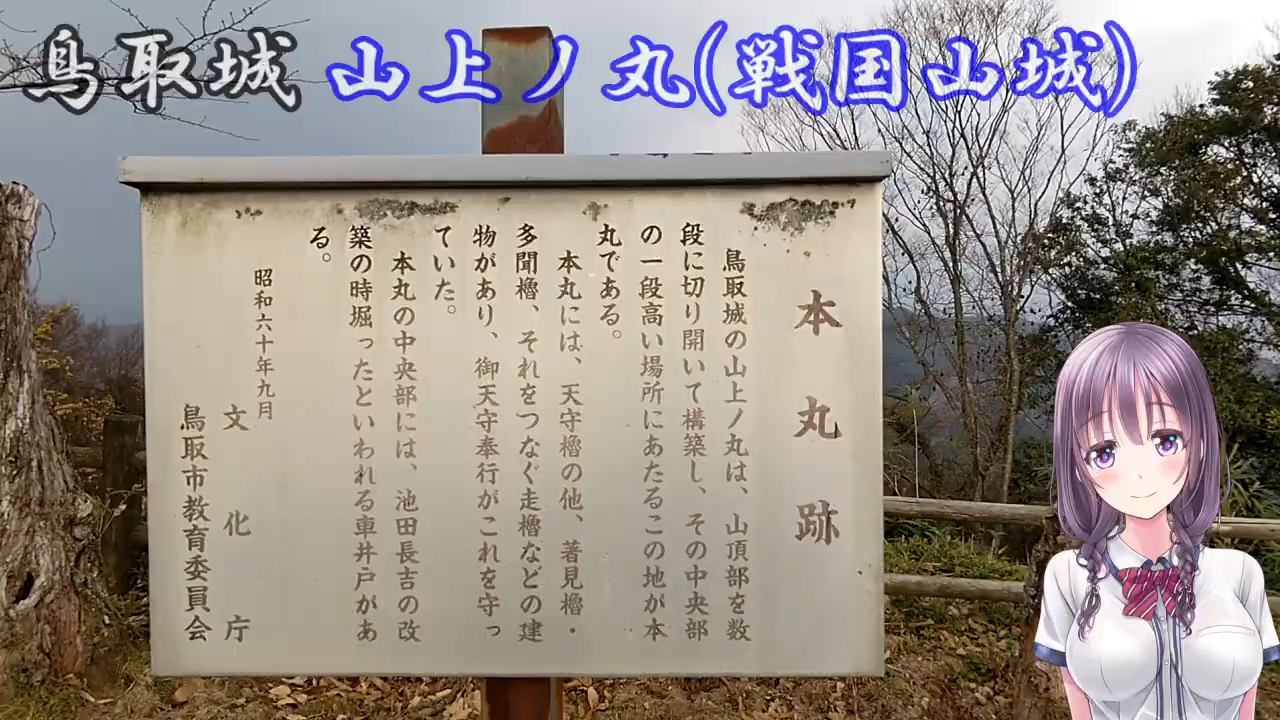 鳥取城 山上ノ丸(戦国山城)
本丸跡
鳥取城の山上ノ丸は、山頂部を数
段に切り開いて構築し、その中央部
の一段高い場所にあたるこの地が本
丸である。
本丸には、天守櫓の他、著見櫓・
多聞櫓、それをつなぐ走櫓などの建
物があり、御天守奉行がこれを守っ
ていた。
本丸の中央部には、池田長吉の改
築の時堀ったといわれる車井戸があ
る。
昭和六十年九月
文化庁
鳥取市教育委員会